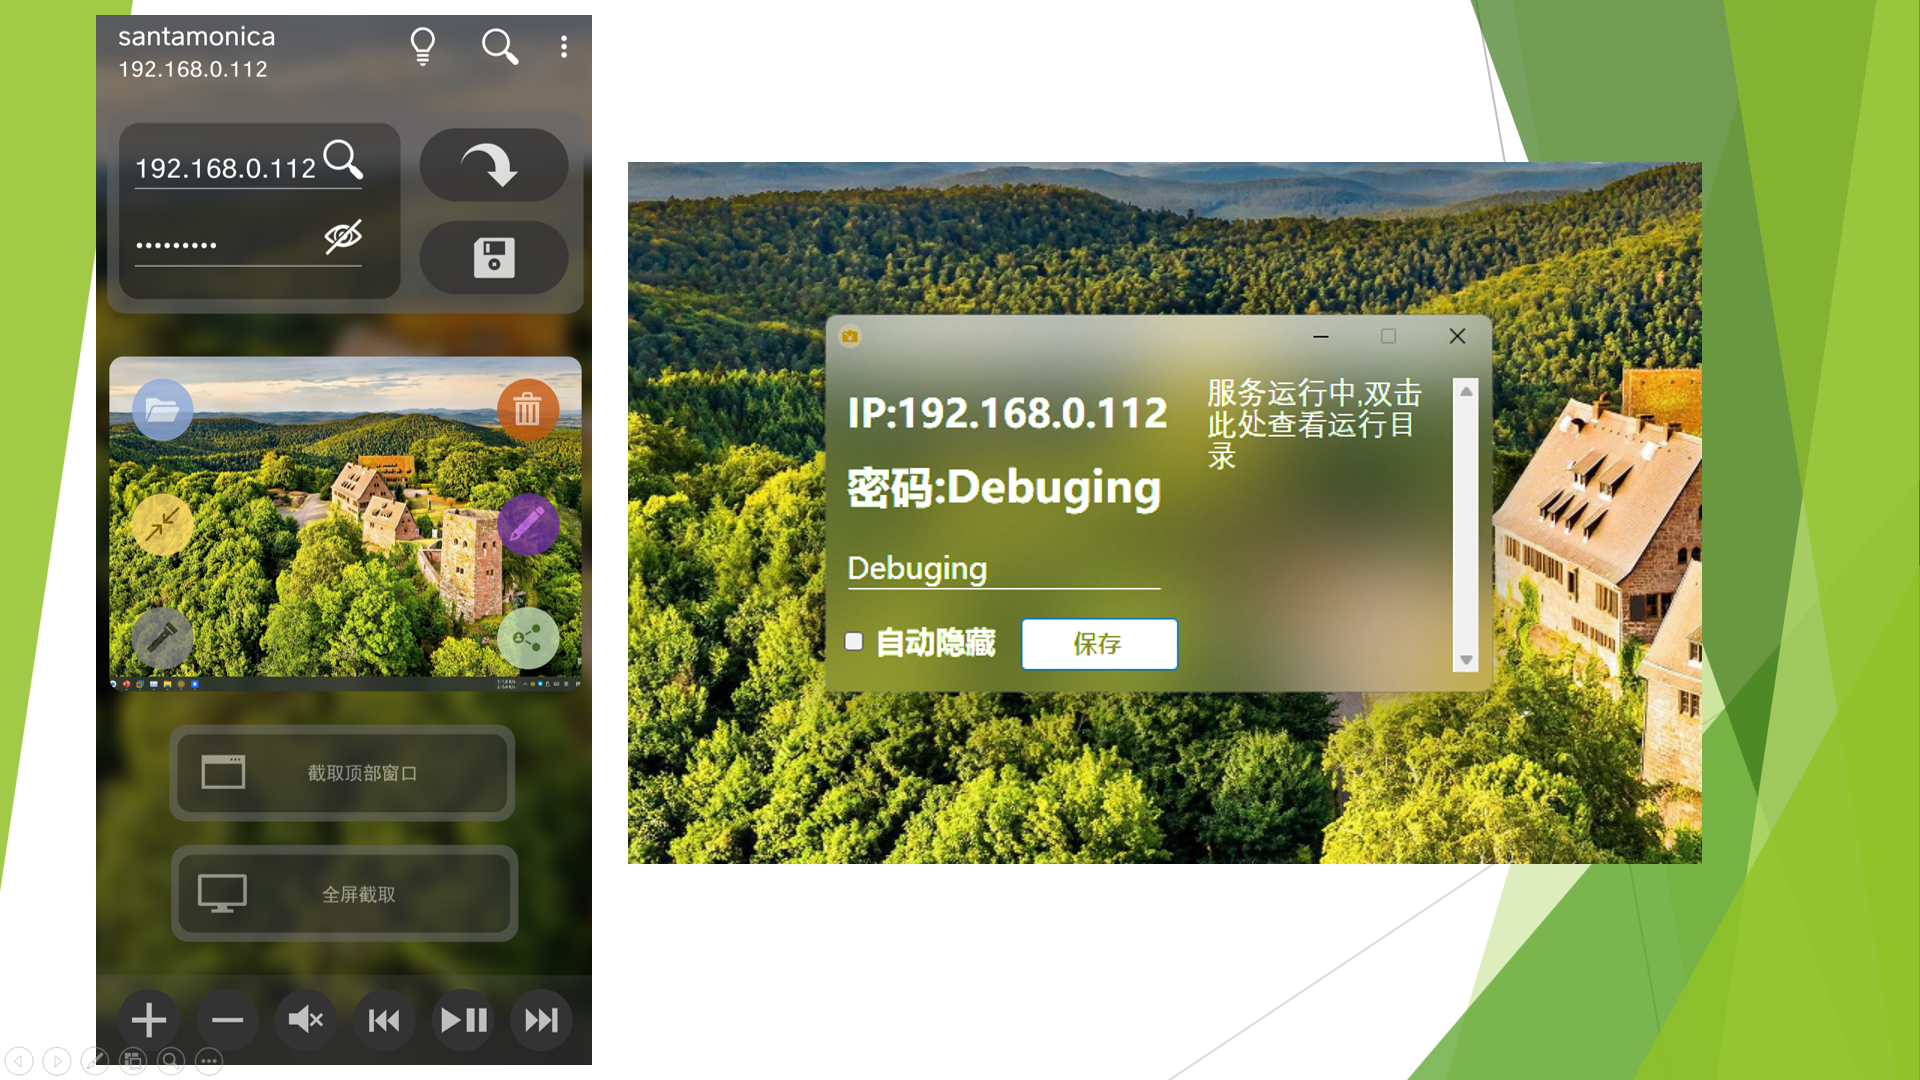 santamonica
192.168.0.112
192.168.0.112
•••••••••
截取顶部窗口
全屏截取
IP:192.168.0.112
密码:Debuging
Debuging
自动隐藏
保存
服务运行中,双击
此处查看运行目
录